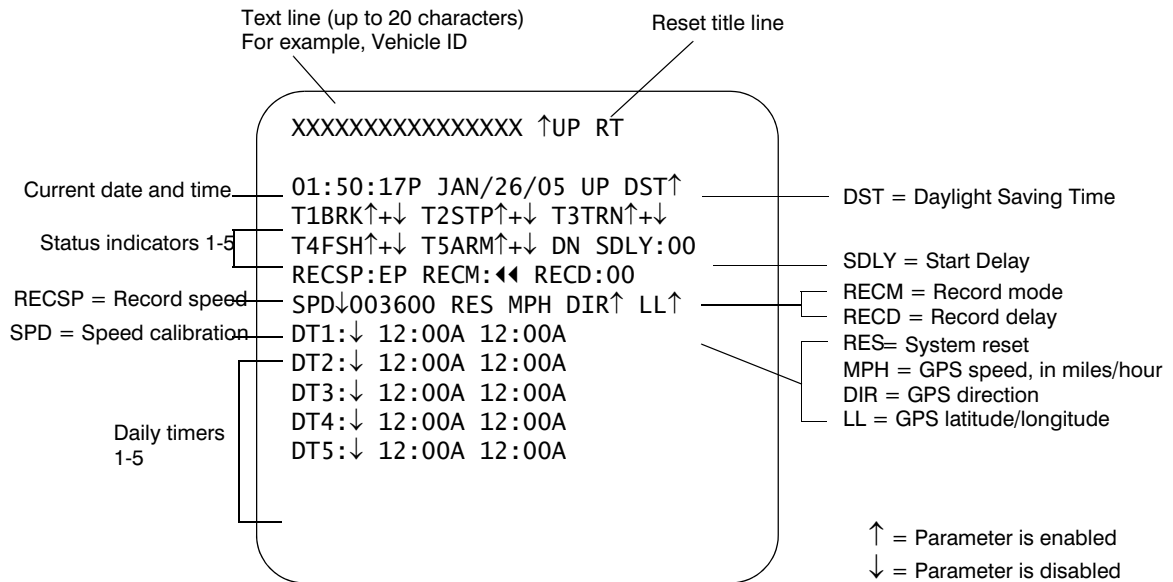 Text line (up to 20 characters)
For example, Vehicle ID
Reset title line
XXXXXXXXXXXXXXXX ↑UP RT
Current date and time
01:50:17P JAN/26/05 UP DST↑
DST = Daylight Saving Time
T1BRK↑+↓ T2STP↑+↓ T3TRN↑+↓
Status indicators 1-5
T4FSH↑+↓ T5ARM↑+↓ DN SDLY:00
SDLY = Start Delay
RECSP:EP RECM:◀◀ RECD:00
RECM = Record mode
RECSP = Record speed
SPD↓003600 RES MPH DIR↑ LL↑
RECD = Record delay
SPD = Speed calibration
DT1:↓ 12:00A 12:00A
RES= System reset
DT2:↓ 12:00A 12:00A
MPH = GPS speed, in miles/hour
DT3:↓ 12:00A 12:00A
DIR = GPS direction
DT4:↓ 12:00A 12:00A
LL = GPS latitude/longitude
Daily timers
1-5
DT5:↓ 12:00A 12:00A
↑ = Parameter is enabled
↓ = Parameter is disabled